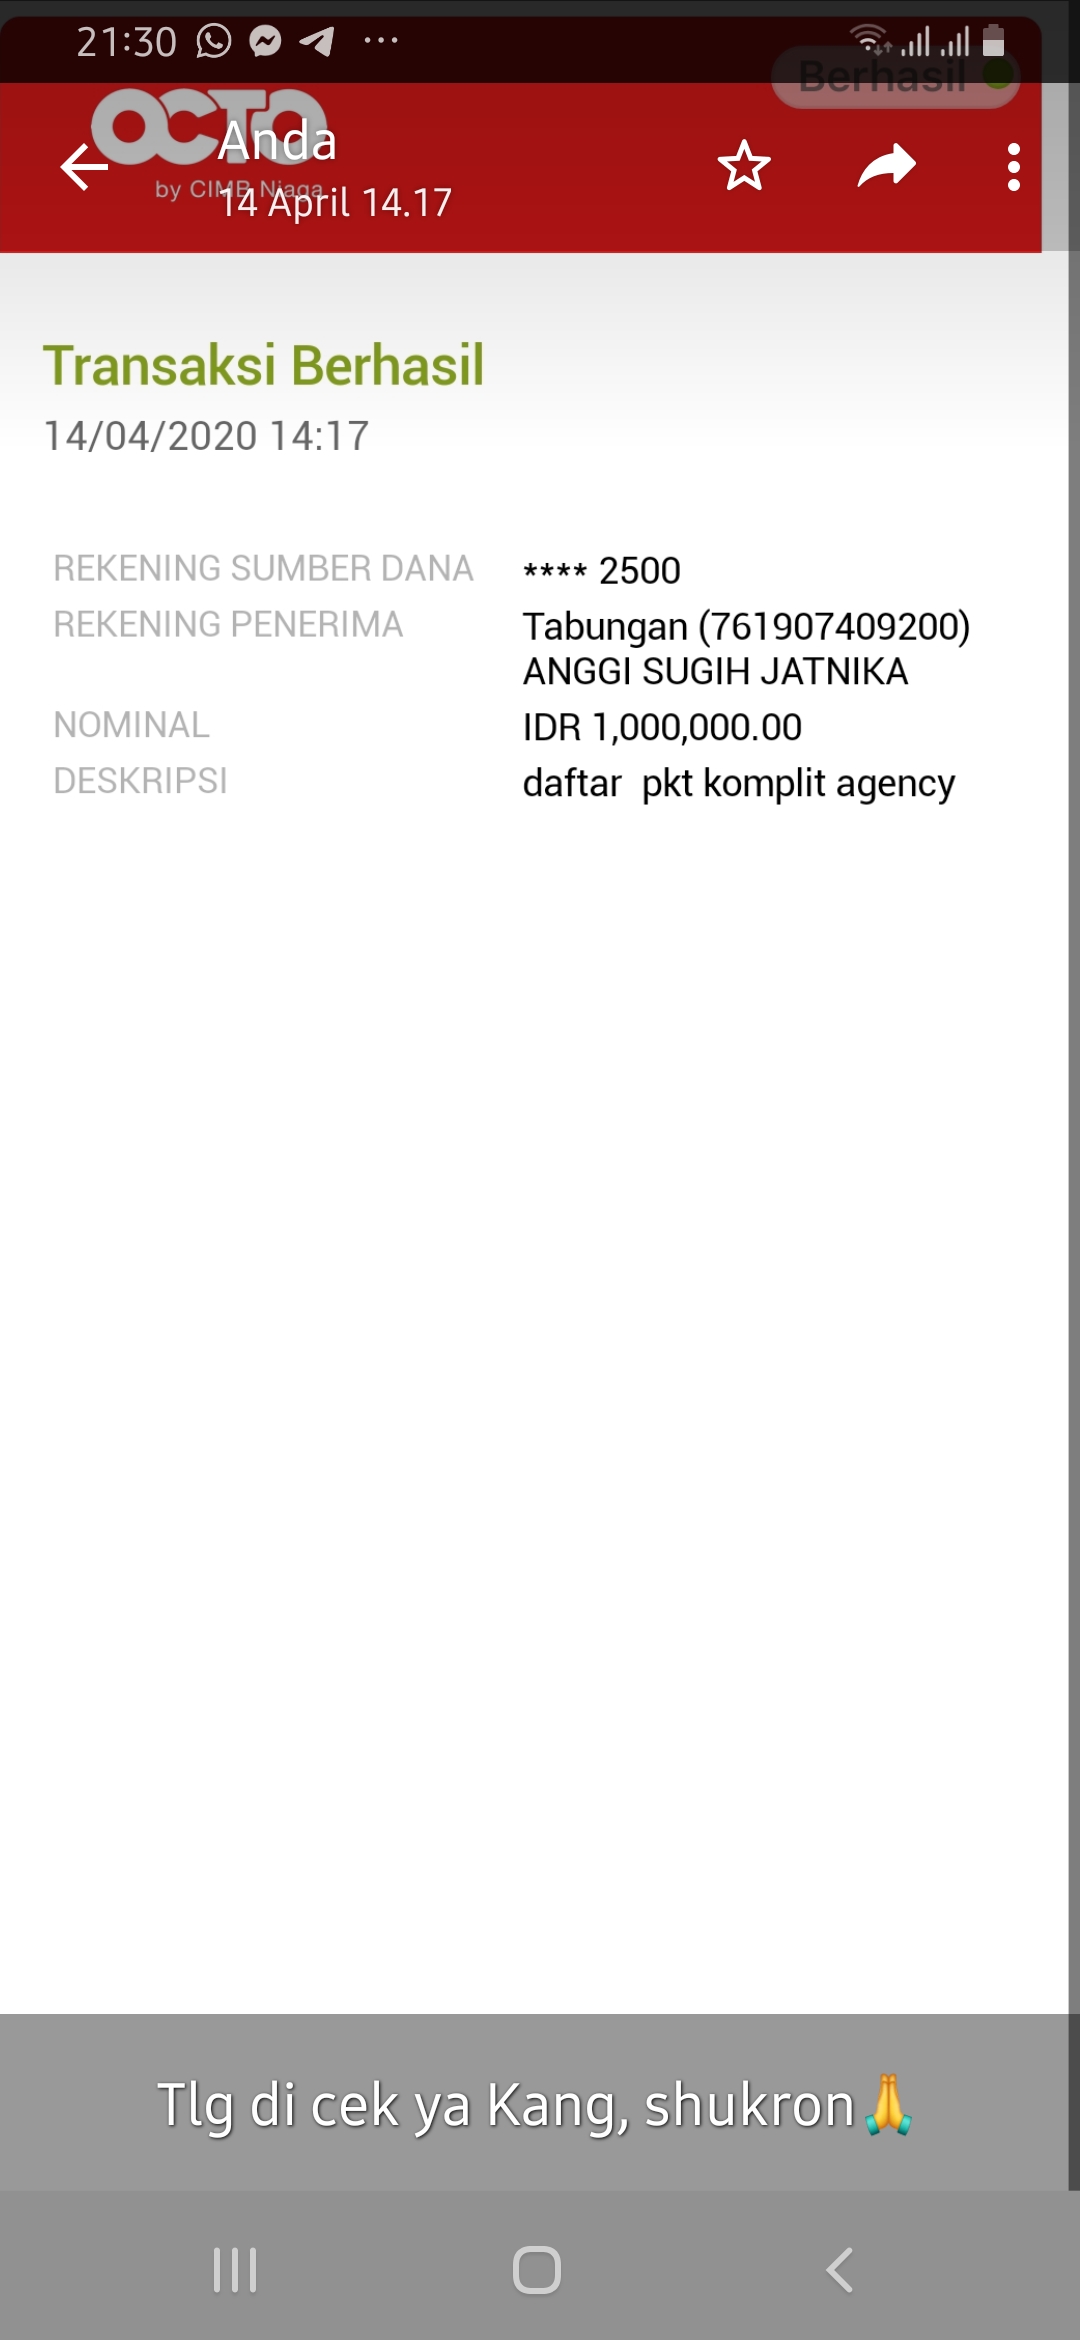 21:30
Berhasil
OCTO
Anda
by CIMB Niaga
14 April 14.17
Transaksi Berhasil
14/04/2020 14:17
REKENING SUMBER DANA **** 2500
REKENING PENERIMA Tabungan (761907409200)
ANGGI SUGIH JATNIKA
NOMINAL IDR 1,000,000.00
DESKRIPSI daftar  pkt komplit agency
Tlg di cek ya Kang, shukron🙏